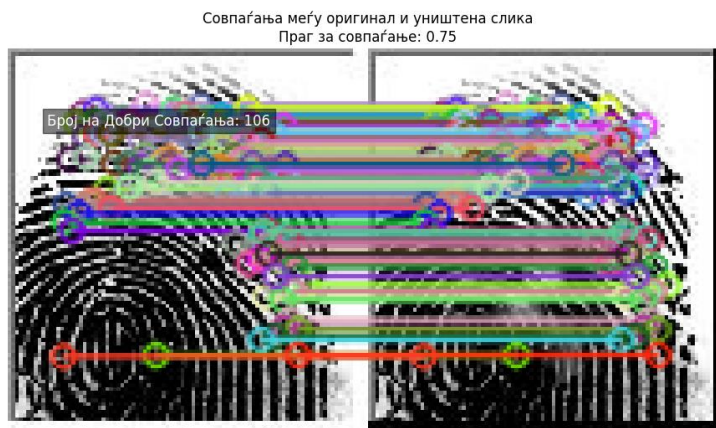 Совпаѓања меѓу оригинал и уништена слика
Праг за совпаѓање: 0.75
Број на Добри Совпаѓања: 106